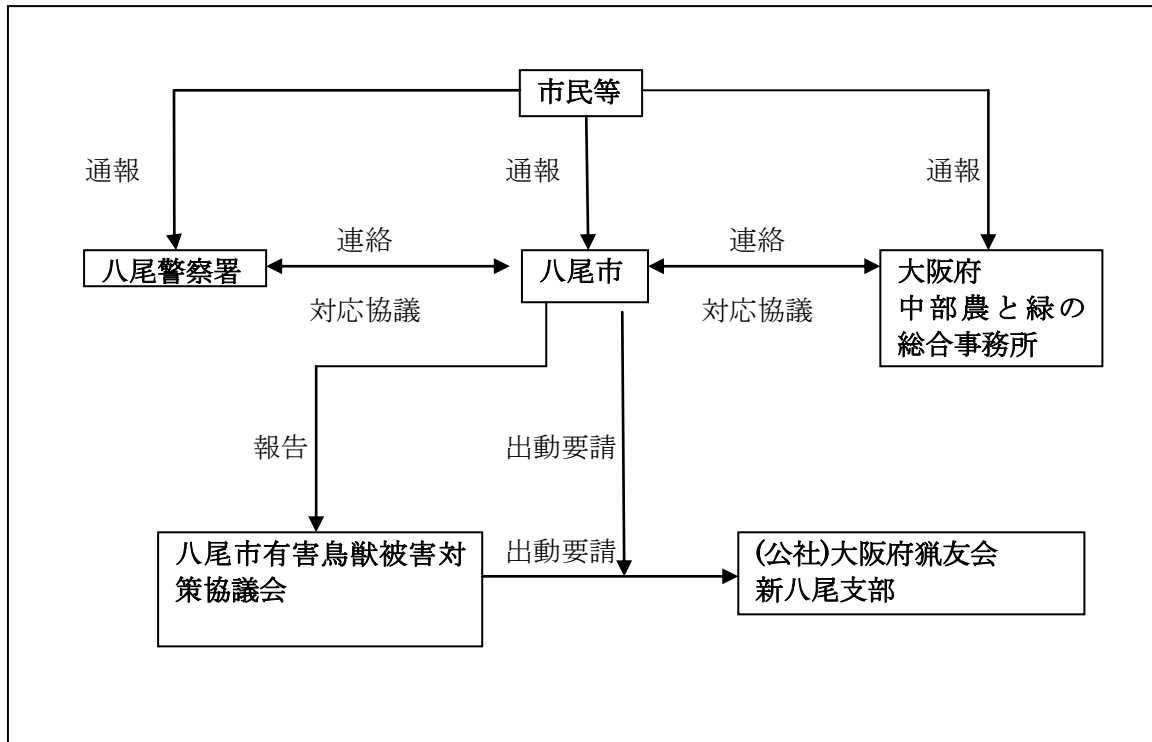 市民等
通報
通報
通報
連絡
連絡
八尾警察署
八尾市
大阪府
中部農と緑の
総合事務所
対応協議
対応協議
報告
出動要請
八尾市有害鳥獣被害対
策協議会
出動要請
(公社)大阪府猟友会
新八尾支部